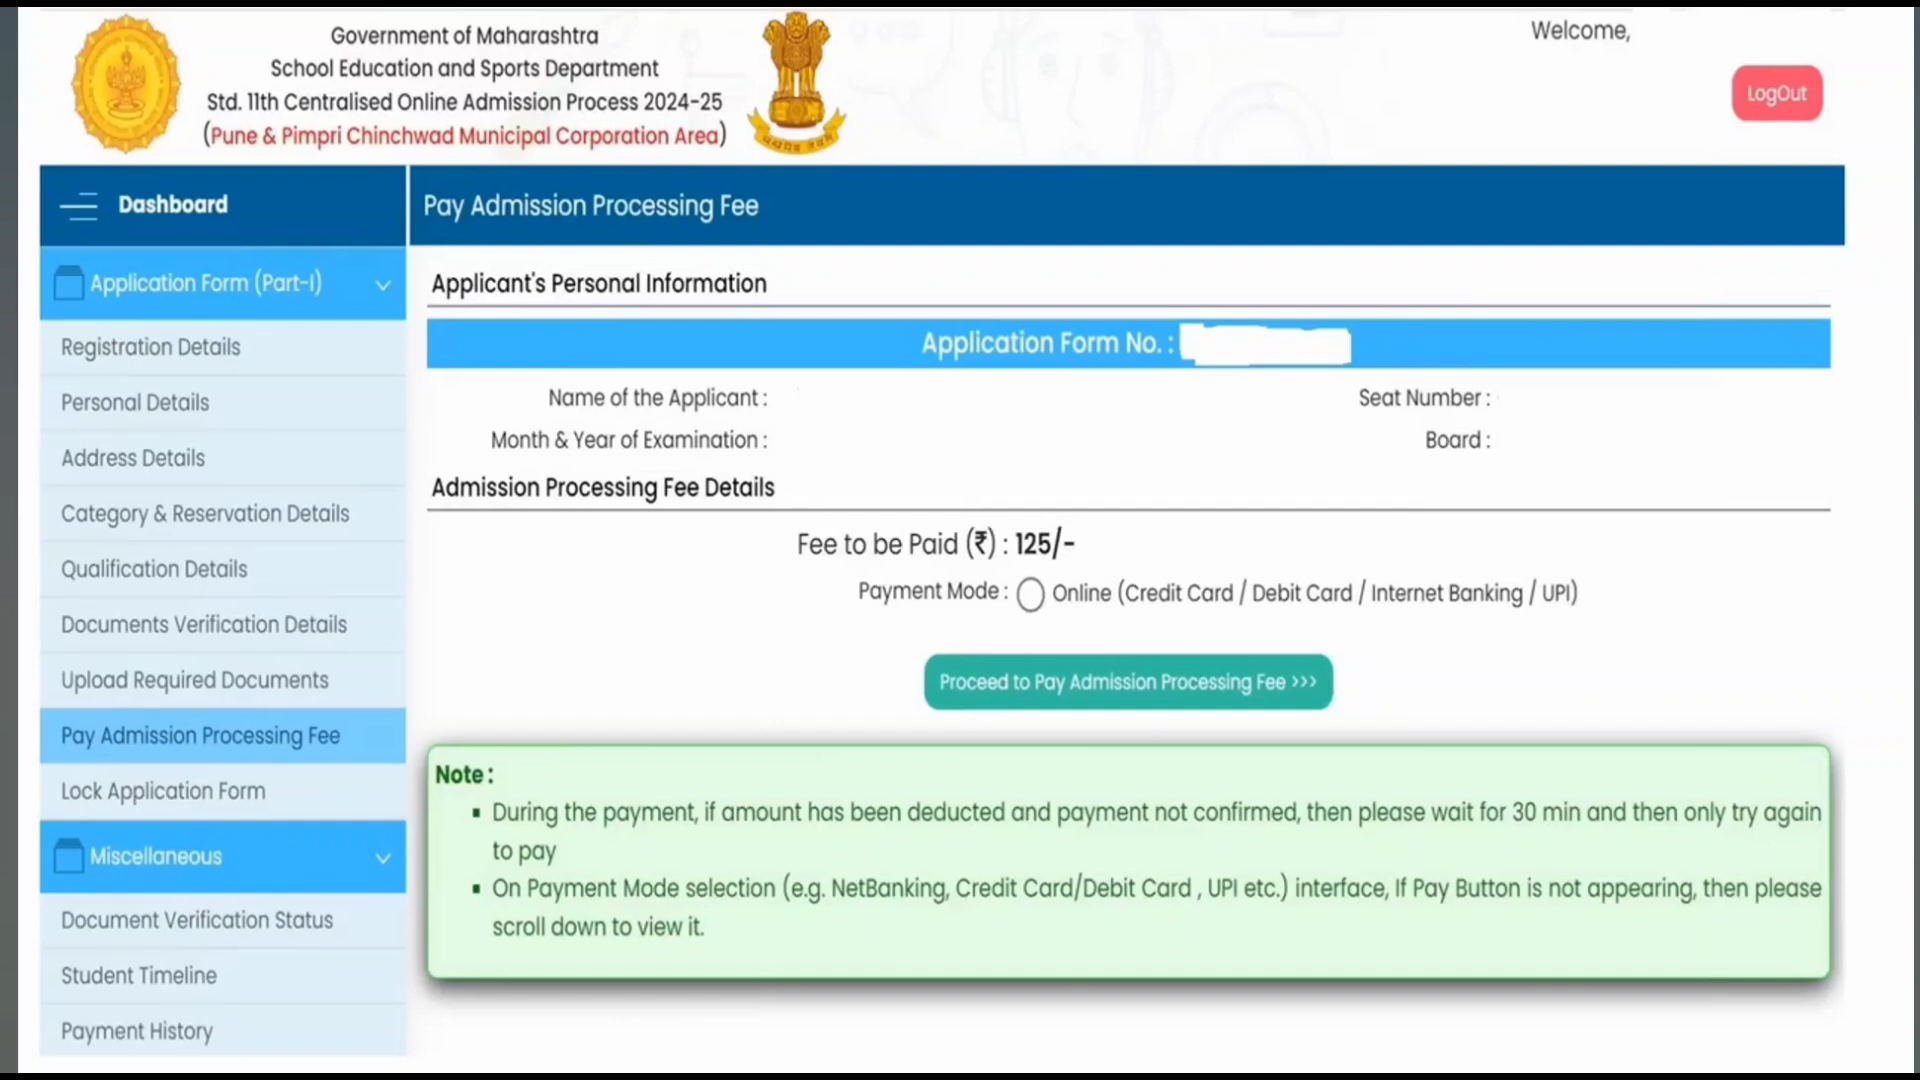 Government of Maharashtra
School Education and Sports Department
Std. 11th Centralised Online Admission Process 2024-25
(Pune & Pimpri Chinchwad Municipal Corporation Area)
Welcome,
LogOut
Dashboard
Application Form (Part-I)
Registration Details
Personal Details
Address Details
Category & Reservation Details
Qualification Details
Documents Verification Details
Upload Required Documents
Pay Admission Processing Fee
Lock Application Form
Miscellaneous
Document Verification Status
Student Timeline
Payment History
Pay Admission Processing Fee
Applicant's Personal Information
Application Form No. :
Name of the Applicant : Seat Number :
Month & Year of Examination : Board :
Admission Processing Fee Details
Fee to be Paid (₹) : 125/-
Payment Mode : Online (Credit Card / Debit Card / Internet Banking / UPI)
Proceed to Pay Admission Processing Fee >>>
Note :
▪ During the payment, if amount has been deducted and payment not confirmed, then please wait for 30 min and then only try again
to pay
▪ On Payment Mode selection (e.g. NetBanking, Credit Card/Debit Card , UPI etc.) interface, If Pay Button is not appearing, then please
scroll down to view it.